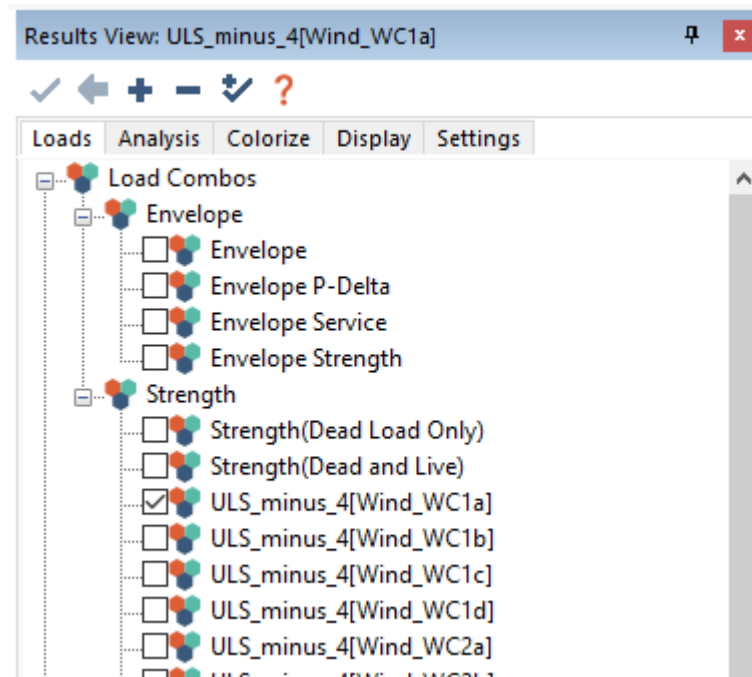 Results View: ULS_minus_4[Wind_WC1a]
Loads Analysis Colorize Display Settings
Load Combos
Envelope
Envelope
Envelope P-Delta
Envelope Service
Envelope Strength
Strength
Strength(Dead Load Only)
Strength(Dead and Live)
ULS_minus_4[Wind_WC1a]
ULS_minus_4[Wind_WC1b]
ULS_minus_4[Wind_WC1c]
ULS_minus_4[Wind_WC1d]
ULS_minus_4[Wind_WC2a]